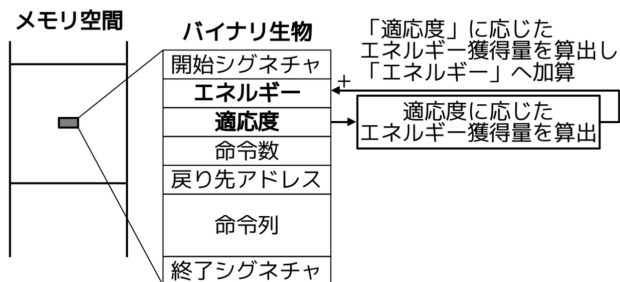 メモリ空間
バイナリ生物
開始シグネチャ
エネルギー
適応度
命令数
戻り先アドレス
命令列
終了シグネチャ
「適応度」に応じた
エネルギー獲得量を算出し
「エネルギー」へ加算
+
適応度に応じた
エネルギー獲得量を算出